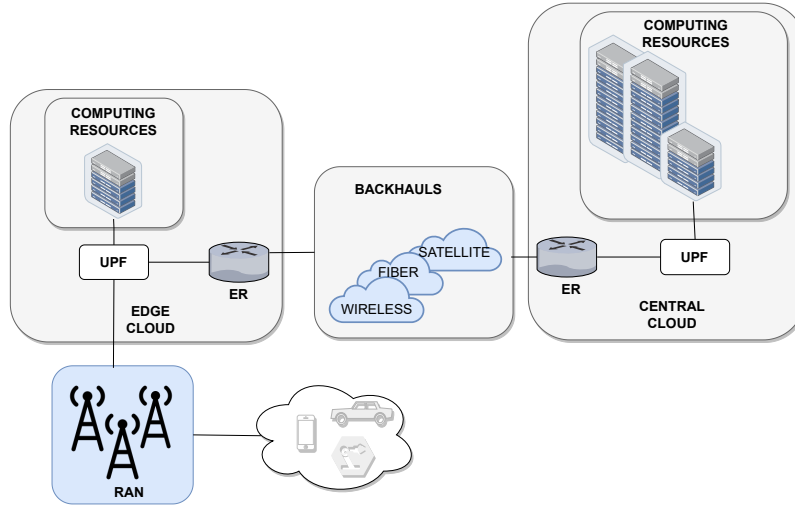 COMPUTING
RESOURCES
UPF
ER
EDGE
CLOUD
BACKHAULS
SATELLITE
FIBER
WIRELESS
COMPUTING
RESOURCES
ER
UPF
CENTRAL
CLOUD
RAN